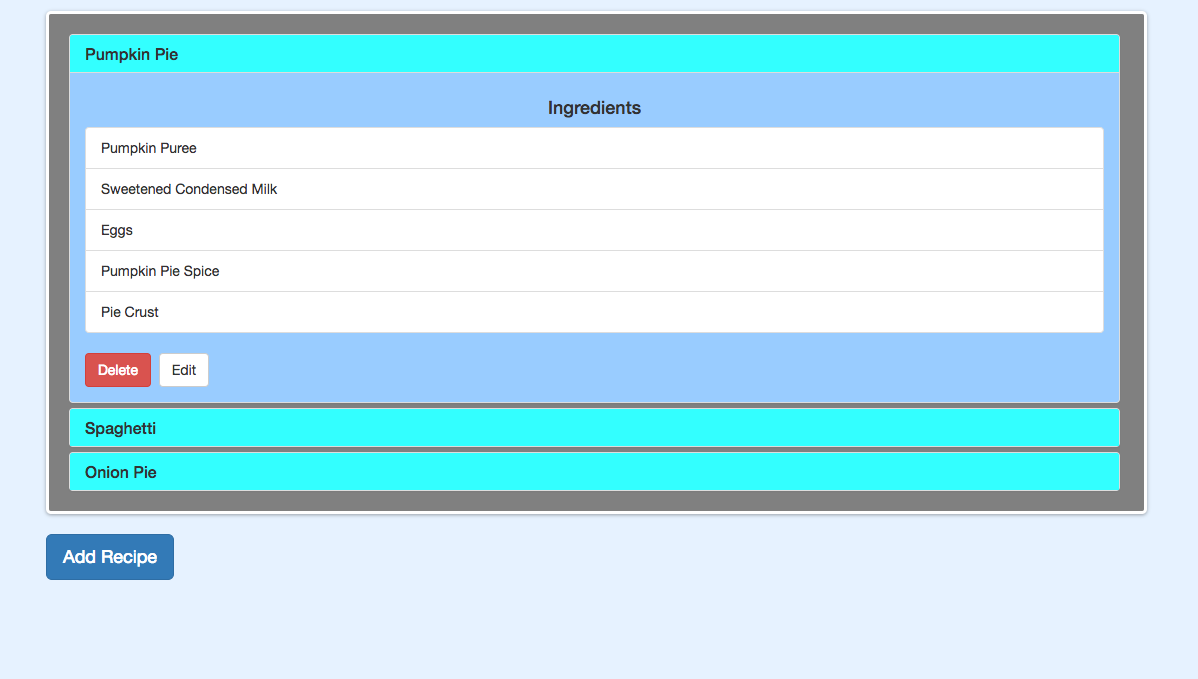 Pumpkin Pie
Ingredients
Pumpkin Puree
Sweetened Condensed Milk
Eggs
Pumpkin Pie Spice
Pie Crust
Delete Edit
Spaghetti
Onion Pie
Add Recipe